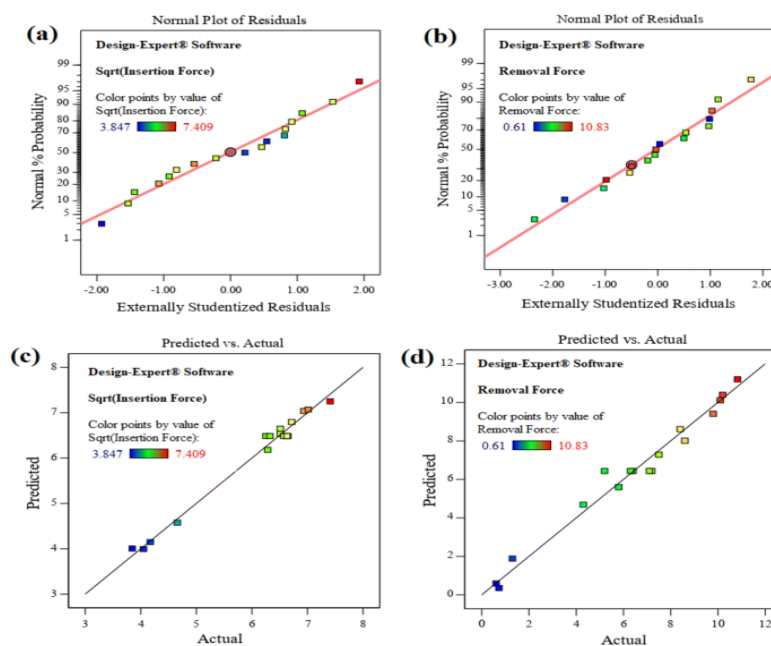 Normal Plot of Residuals
(a)
Design-Expert® Software
Sqrt(Insertion Force)
Color points by value of
Sqrt(Insertion Force):
3.847 7.409
Normal % Probability
99
95
90
80
70
50
30
20
10
5
1
-2.00 -1.00 0.00 1.00 2.00
Externally Studentized Residuals
Normal Plot of Residuals
(b)
Design-Expert® Software
Removal Force
Color points by value of
Removal Force:
0.61 10.83
Normal % Probability
99
95
90
80
70
50
30
20
10
5
1
-3.00 -2.00 -1.00 0.00 1.00 2.00
Externally Studentized Residuals
Predicted vs. Actual
(c)
Design-Expert® Software
Sqrt(Insertion Force)
Color points by value of
Sqrt(Insertion Force):
3.847 7.409
Predicted
8
7
6
5
4
3
3 4 5 6 7 8
Actual
Predicted vs. Actual
(d)
Design-Expert® Software
Removal Force
Color points by value of
Removal Force:
0.61 10.83
Predicted
12
10
8
6
4
2
0
0 2 4 6 8 10 12
Actual